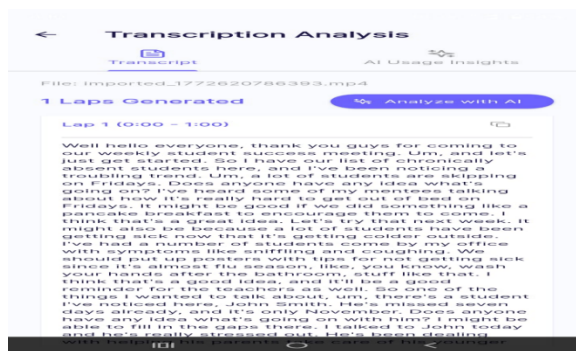 Transcription Analysis
Transcript
AI Usage Insights
File: imported_1772620786393.mp4
1 Laps Generated
Analyze with AI
Lap 1 (0:00 – 1:00)
Well hello everyone, thank you guys for coming to
our weekly student success meeting. Um, and let's
just get started. So I have our list of chronically
absent students here, and I've been noticing a
troubling trend. Um, a lot of students are skipping
on Fridays. Does anyone have any idea what's
going on? I've heard some of my mentees talking
about how it's really hard to get out of bed on
Fridays. It might be good if we did something like a
pancake breakfast to encourage them to come. I
think that's a great idea. Let's try that next week. It
might also be because a lot of students have been
getting sick now that it's getting colder outside.
I've had a number of students come by my office
with symptoms like sniffling and coughing. We
should put up posters with tips for not getting sick
since it's almost flu season, like, you know, wash
your hands after the bathroom, stuff like that. I
think that's a good idea, and it'll be a good
reminder for the teachers as well. So one of the
things I wanted to talk about, um, there's a student
I've noticed here, John Smith. He's missed seven
days already, and it's only November. Does anyone
have any idea what's going on with him? I might be
able to fill in the gaps there. I talked to John today
and he's really stressed out. He's been dealing
with helping his parents take care of his younger